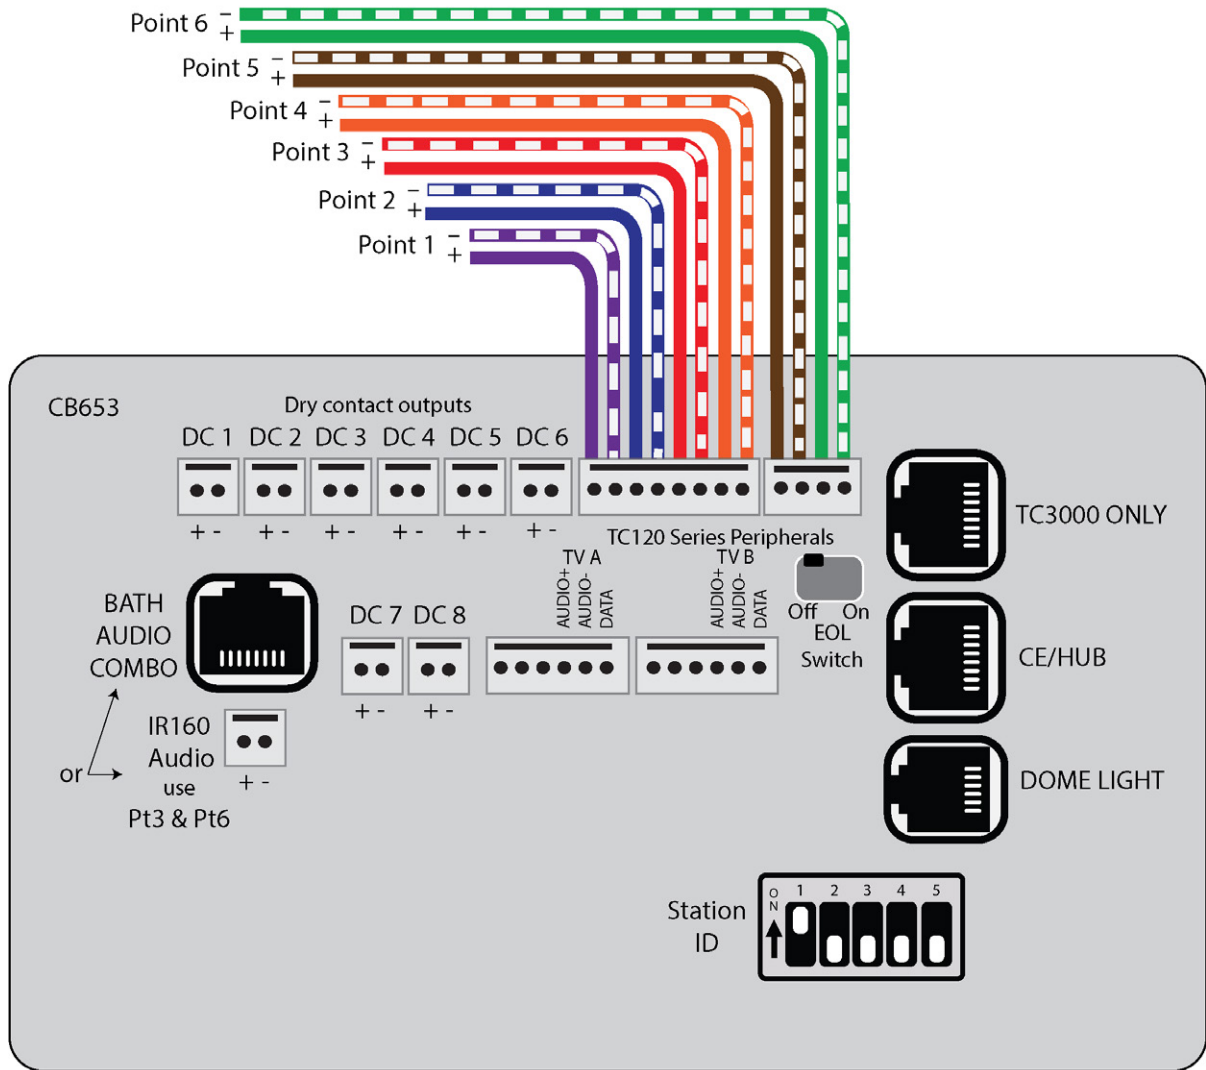 Point 6 -
+
Point 5 -
+
Point 4 -
+
Point 3 -
+
Point 2 -
+
Point 1 -
+
CB653
Dry contact outputs
DC 1 DC 2 DC 3 DC 4 DC 5 DC 6
+ - + - + - + - + - + -
TC120 Series Peripherals
TV A
AUDIO+
AUDIO-
DATA
TV B
AUDIO+
AUDIO-
DATA
Off On
EOL
Switch
TC3000 ONLY
BATH
AUDIO
COMBO
DC 7 DC 8
+ - + -
CE/HUB
or
IR160
Audio
use
Pt3 & Pt6
+ -
DOME LIGHT
Station
ID
ON
1 2 3 4 5